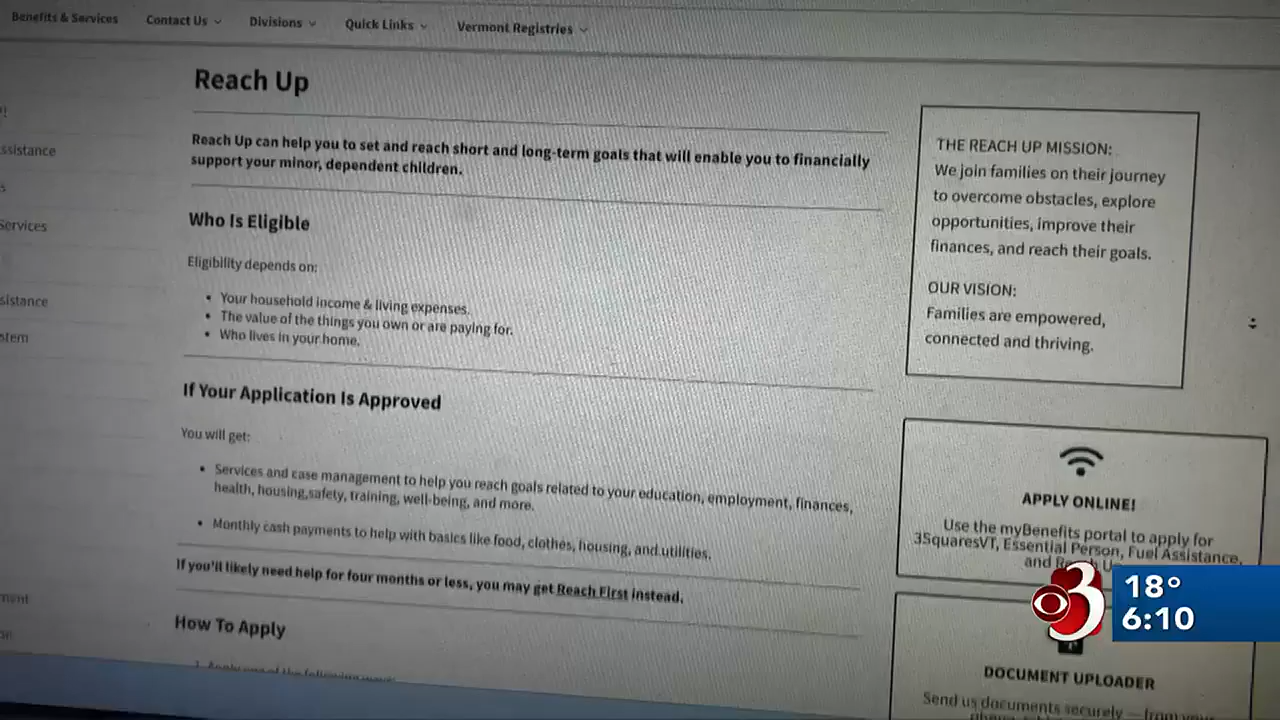 Benefits & Services
Contact Us
Divisions
Quick Links
Vermont Registries
ssistance
s
Services
sistance
stem
ment
on
Reach Up
Reach Up can help you to set and reach short and long-term goals that will enable you to financially
support your minor, dependent children.
Who Is Eligible
Eligibility depends on:
• Your household income & living expenses.
• The value of the things you own or are paying for.
• Who lives in your home.
If Your Application Is Approved
You will get:
• Services and case management to help you reach goals related to your education, employment, finances,
health, housing,safety, training, well-being, and more.
• Monthly cash payments to help with basics like food, clothes, housing, and utilities.
If you'll likely need help for four months or less, you may get Reach First instead.
How To Apply
THE REACH UP MISSION:
We join families on their journey
to overcome obstacles, explore
opportunities, improve their
finances, and reach their goals.
OUR VISION:
Families are empowered,
connected and thriving.
APPLY ONLINE!
Use the myBenefits portal to apply for
3SquaresVT, Essential Person, Fuel Assistance,
and
3
18°
6:10
DOCUMENT UPLOADER
Send us documents securely — from your